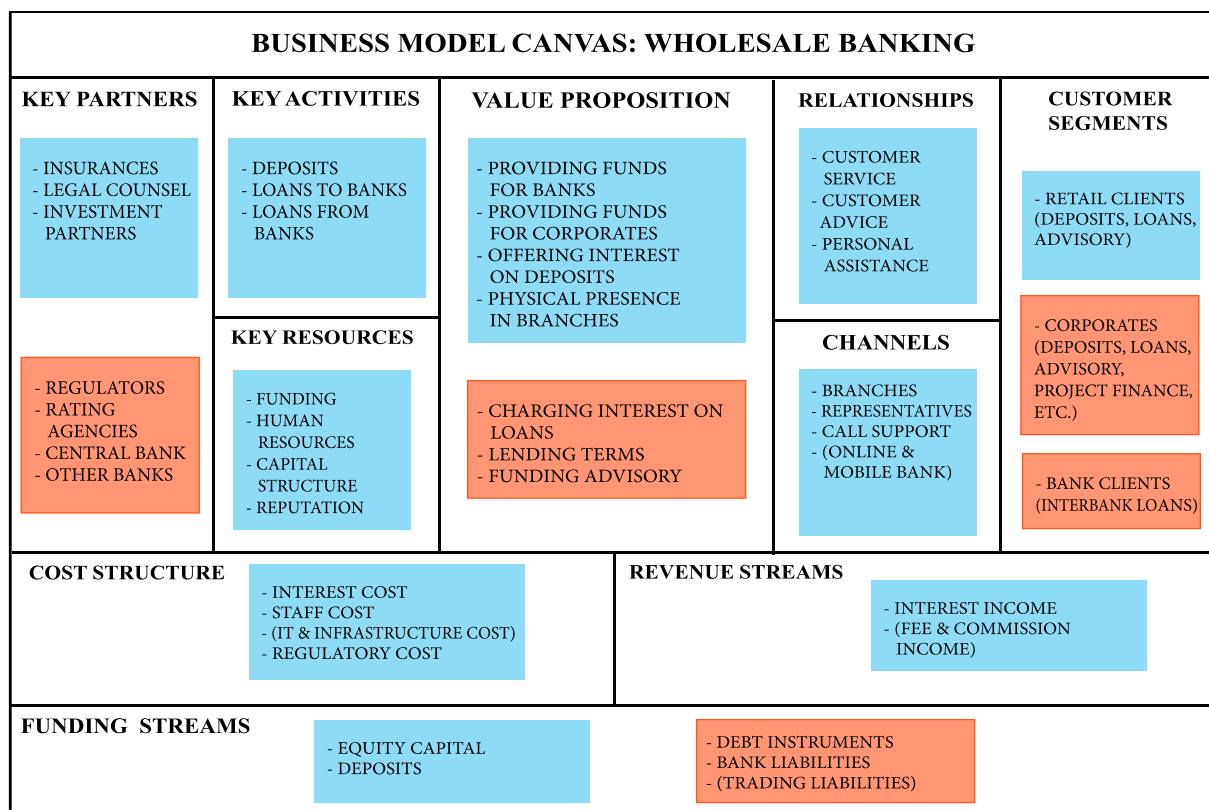 BUSINESS MODEL CANVAS: WHOLESALE BANKING
KEY PARTNERS
- INSURANCES
- LEGAL COUNSEL
- INVESTMENT
PARTNERS
- REGULATORS
- RATING
AGENCIES
- CENTRAL BANK
- OTHER BANKS
KEY ACTIVITIES
- DEPOSITS
- LOANS TO BANKS
- LOANS FROM
BANKS
KEY RESOURCES
- FUNDING
- HUMAN
RESOURCES
- CAPITAL
STRUCTURE
- REPUTATION
VALUE PROPOSITION
- PROVIDING FUNDS
FOR BANKS
- PROVIDING FUNDS
FOR CORPORATES
- OFFERING INTEREST
ON DEPOSITS
- PHYSICAL PRESENCE
IN BRANCHES
- CHARGING INTEREST ON
LOANS
- LENDING TERMS
- FUNDING ADVISORY
RELATIONSHIPS
- CUSTOMER
SERVICE
- CUSTOMER
ADVICE
- PERSONAL
ASSISTANCE
CHANNELS
- BRANCHES
- REPRESENTATIVES
- CALL SUPPORT
- (ONLINE &
MOBILE BANK)
CUSTOMER
SEGMENTS
- RETAIL CLIENTS
(DEPOSITS, LOANS,
ADVISORY)
- CORPORATES
(DEPOSITS, LOANS,
ADVISORY,
PROJECT FINANCE,
ETC.)
- BANK CLIENTS
(INTERBANK LOANS)
COST STRUCTURE
- INTEREST COST
- STAFF COST
- (IT & INFRASTRUCTURE COST)
- REGULATORY COST
REVENUE STREAMS
- INTEREST INCOME
- (FEE & COMMISSION
INCOME)
FUNDING STREAMS
- EQUITY CAPITAL
- DEPOSITS
- DEBT INSTRUMENTS
- BANK LIABILITIES
- (TRADING LIABILITIES)